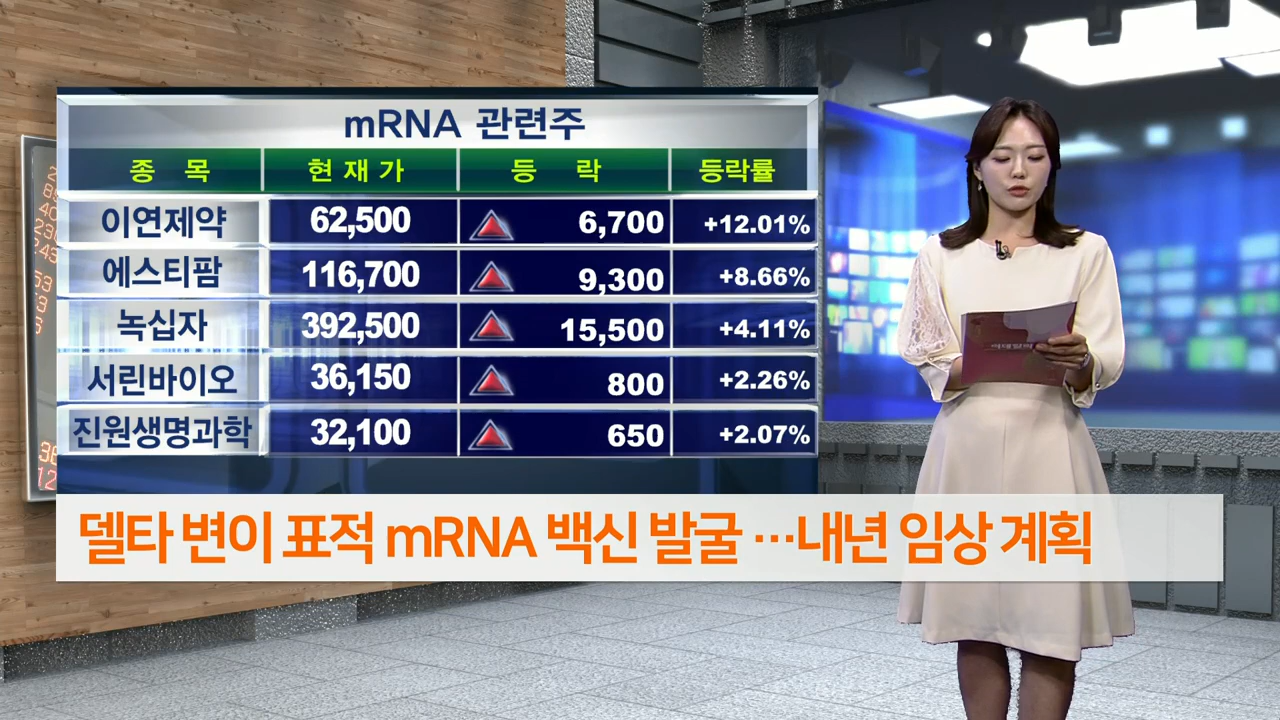 mRNA 관련주
종 목 현재가 등 락 등락률
이연제약 62,500 ▲ 6,700 +12.01%
에스티팜 116,700 ▲ 9,300 +8.66%
녹십자 392,500 ▲ 15,500 +4.11%
서린바이오 36,150 ▲ 800 +2.26%
진원생명과학 32,100 ▲ 650 +2.07%
델타 변이 표적 mRNA 백신 발굴 …내년 임상 계획